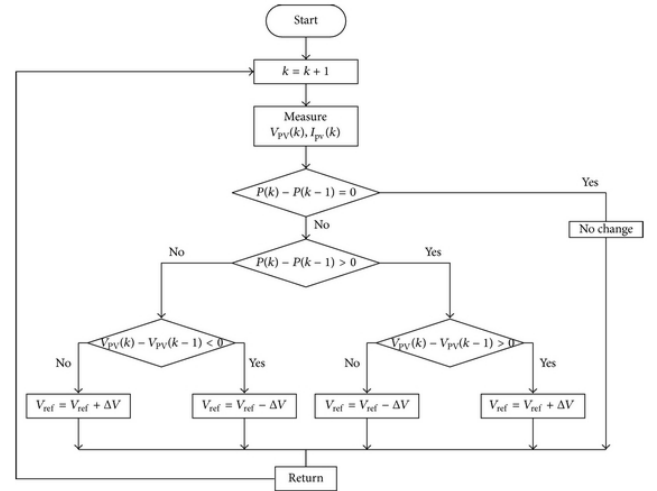 Start
k = k + 1
Measure
V_PV(k), I_pv(k)
P(k) − P(k − 1) = 0
Yes
No change
No
P(k) − P(k − 1) > 0
No
Yes
V_PV(k) − V_PV(k − 1) < 0
V_PV(k) − V_PV(k − 1) > 0
No
Yes
No
Yes
V_ref = V_ref + ΔV
V_ref = V_ref − ΔV
V_ref = V_ref − ΔV
V_ref = V_ref + ΔV
Return